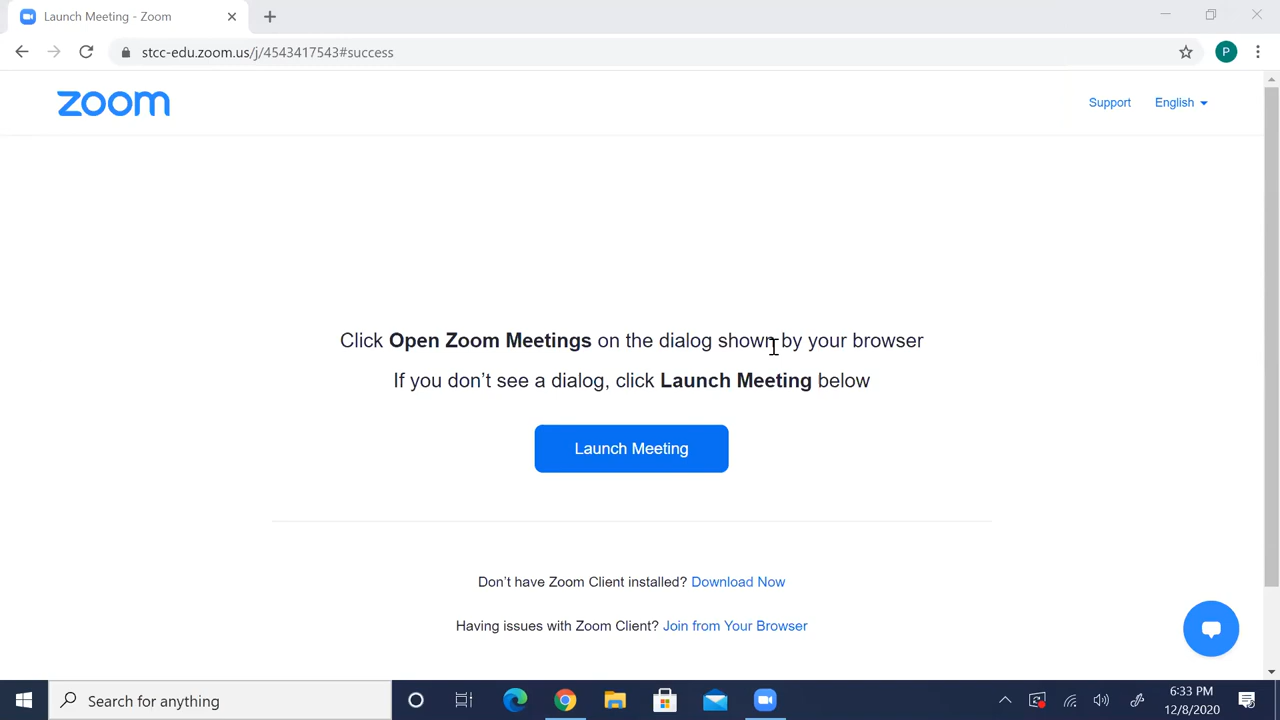 Launch Meeting - Zoom
stcc-edu.zoom.us/j/4543417543#success
P
zoom
Support
English
Click Open Zoom Meetings on the dialog shown by your browser
If you don’t see a dialog, click Launch Meeting below
Launch Meeting
Don’t have Zoom Client installed? Download Now
Having issues with Zoom Client? Join from Your Browser
Search for anything
6:33 PM
12/8/2020